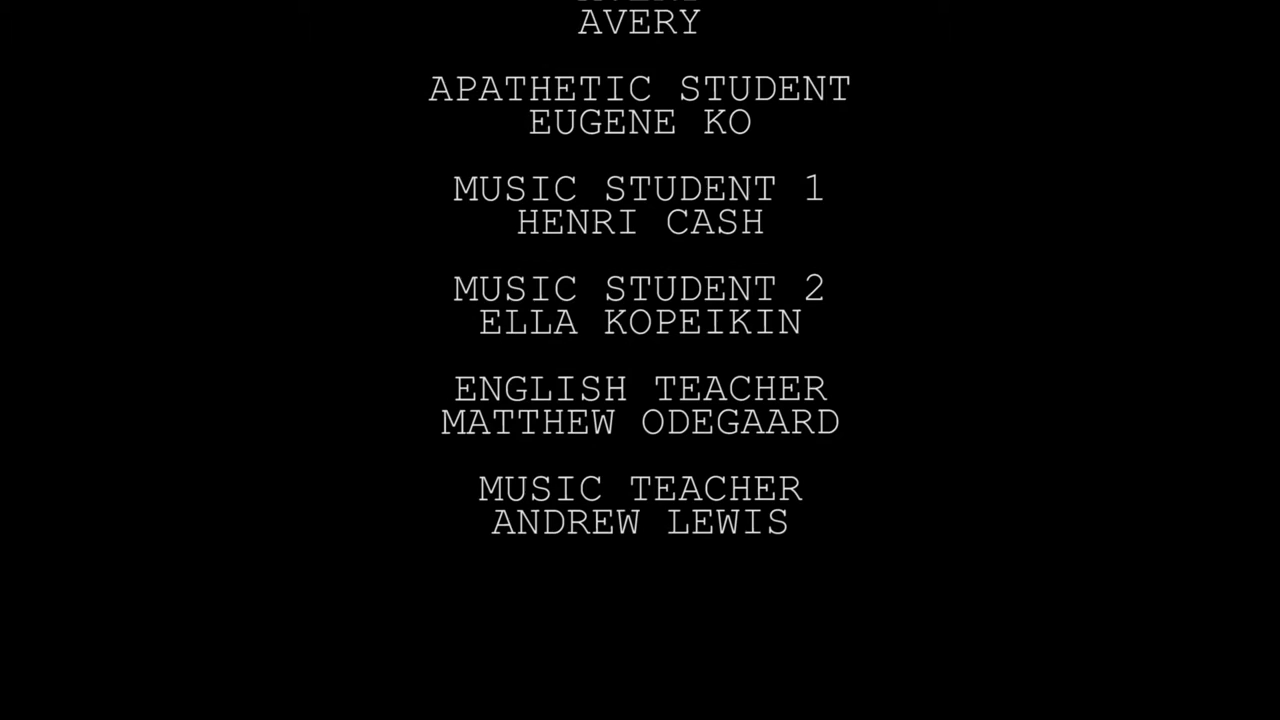 AVERY
APATHETIC STUDENT
EUGENE KO
MUSIC STUDENT 1
HENRI CASH
MUSIC STUDENT 2
ELLA KOPEIKIN
ENGLISH TEACHER
MATTHEW ODEGAARD
MUSIC TEACHER
ANDREW LEWIS